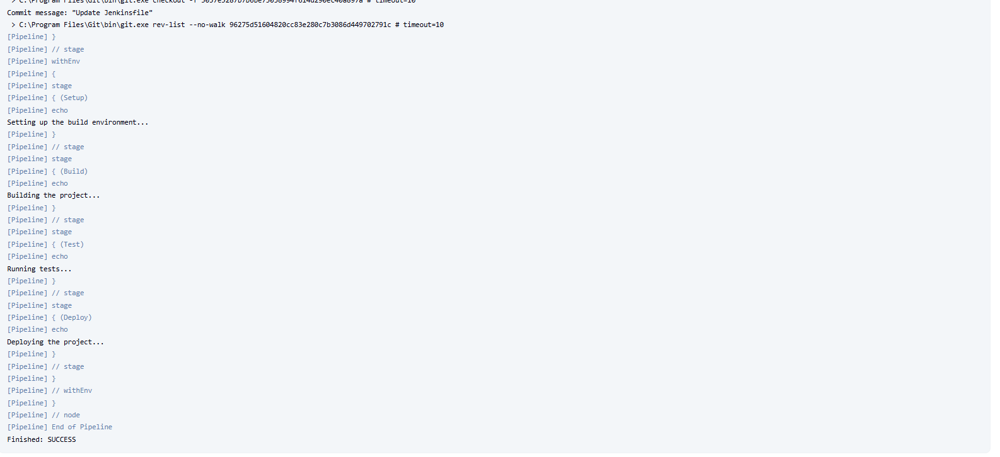 > C:\Program Files\Git\bin\git.exe checkout -f # timeout=10
Commit message: "Update Jenkinsfile"
> C:\Program Files\Git\bin\git.exe rev-list --no-walk 96275d51604820cc83e280c7b3086d449702791c # timeout=10
[Pipeline] }
[Pipeline] // stage
[Pipeline] withEnv
[Pipeline] {
[Pipeline] stage
[Pipeline] { (Setup)
[Pipeline] echo
Setting up the build environment...
[Pipeline] }
[Pipeline] // stage
[Pipeline] stage
[Pipeline] { (Build)
[Pipeline] echo
Building the project...
[Pipeline] }
[Pipeline] // stage
[Pipeline] stage
[Pipeline] { (Test)
[Pipeline] echo
Running tests...
[Pipeline] }
[Pipeline] // stage
[Pipeline] stage
[Pipeline] { (Deploy)
[Pipeline] echo
Deploying the project...
[Pipeline] }
[Pipeline] // stage
[Pipeline] }
[Pipeline] // withEnv
[Pipeline] }
[Pipeline] // node
[Pipeline] End of Pipeline
Finished: SUCCESS